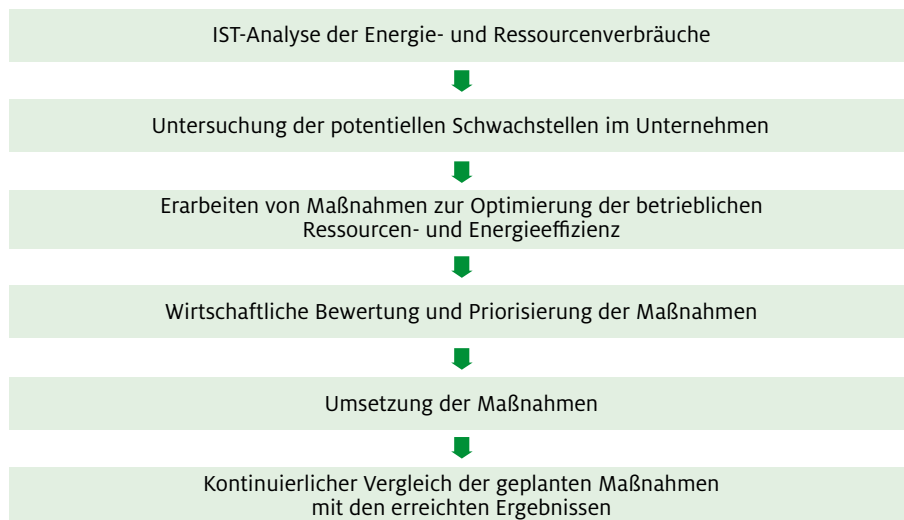 IST-Analyse der Energie- und Ressourcenverbräuche
Untersuchung der potentiellen Schwachstellen im Unternehmen
Erarbeiten von Maßnahmen zur Optimierung der betrieblichen
Ressourcen- und Energieeffizienz
Wirtschaftliche Bewertung und Priorisierung der Maßnahmen
Umsetzung der Maßnahmen
Kontinuierlicher Vergleich der geplanten Maßnahmen
mit den erreichten Ergebnissen